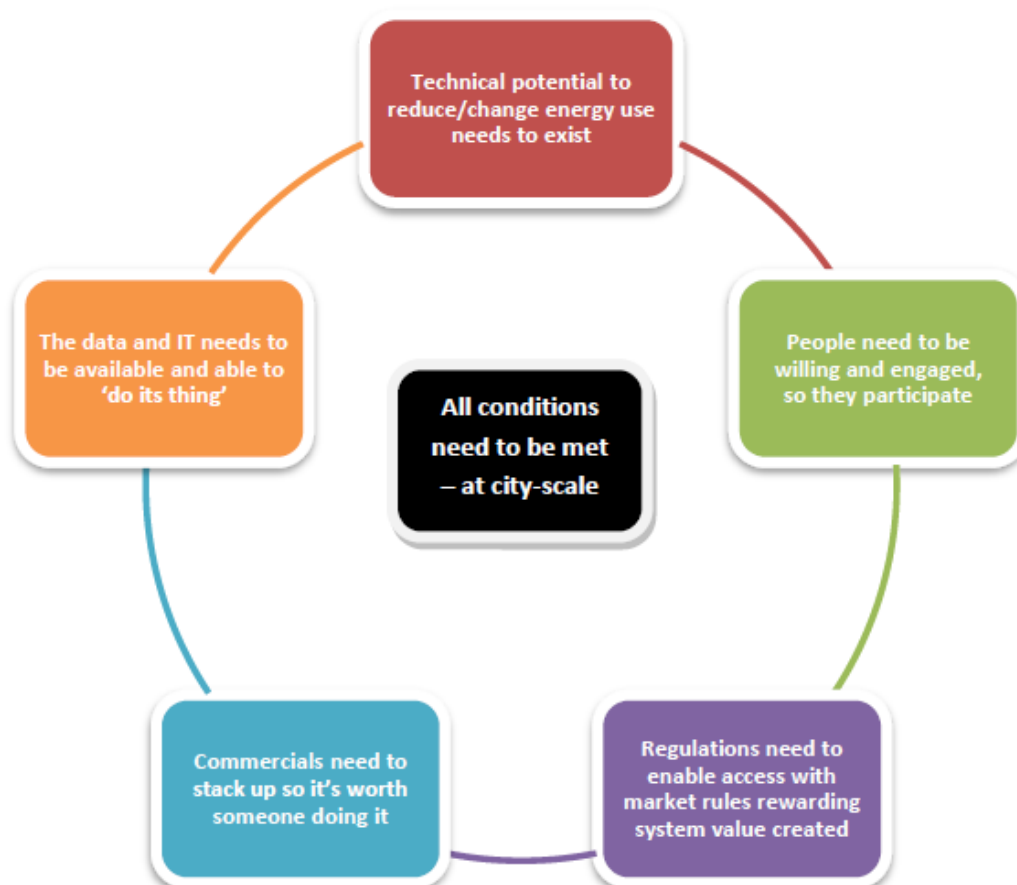 Technical potential to
reduce/change energy use
needs to exist
The data and IT needs to
be available and able to
‘do its thing’
People need to be
willing and engaged,
so they participate
All conditions
need to be met
– at city-scale
Commercials need to
stack up so it’s worth
someone doing it
Regulations need to
enable access with
market rules rewarding
system value created